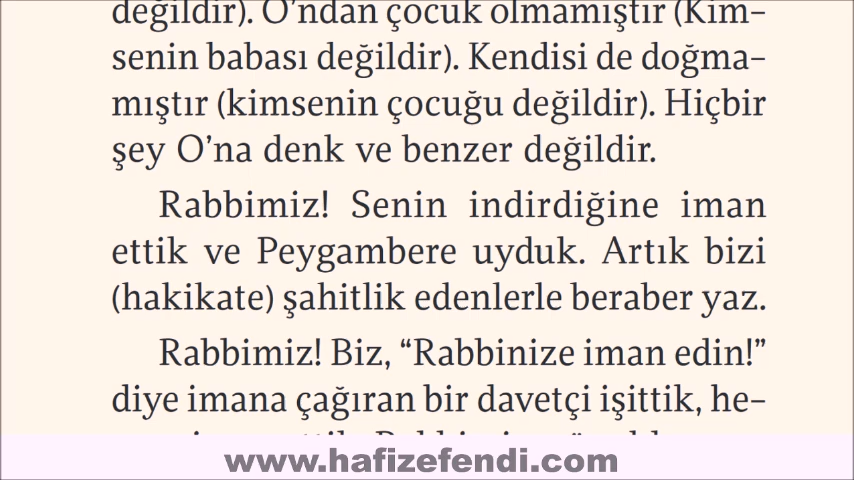 değildir). O’ndan çocuk olmamıştır (Kim-
senin babası değildir). Kendisi de doğma-
mıştır (kimsenin çocuğu değildir). Hiçbir
şey O’na denk ve benzer değildir.
Rabbimiz! Senin indirdiğine iman
ettik ve Peygambere uyduk. Artık bizi
(hakikate) şahitlik edenlerle beraber yaz.
Rabbimiz! Biz, “Rabbinize iman edin!”
diye imana çağıran bir davetçi işittik, he-
www.hafizefendi.com